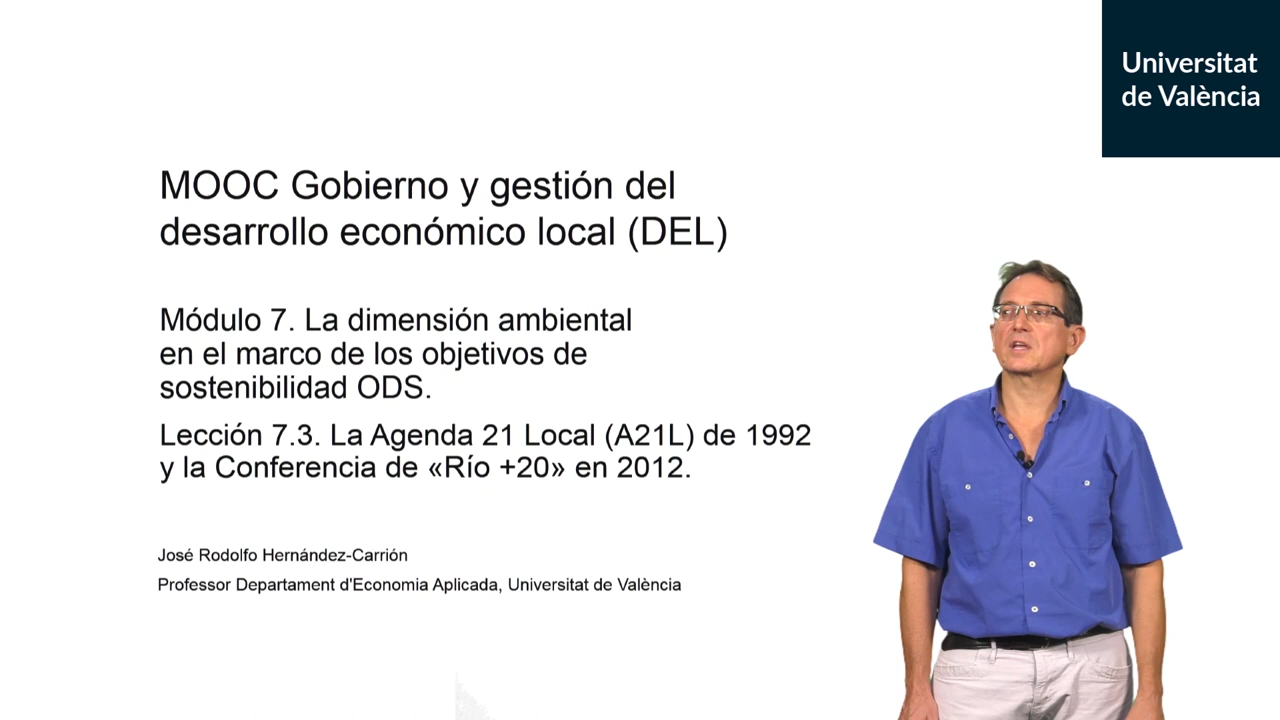 Universitat
de València
MOOC Gobierno y gestión del
desarrollo económico local (DEL)
Módulo 7. La dimensión ambiental
en el marco de los objetivos de
sostenibilidad ODS.
Lección 7.3. La Agenda 21 Local (A21L) de 1992
y la Conferencia de «Río +20» en 2012.
José Rodolfo Hernández-Carrión
Professor Departament d'Economia Aplicada, Universitat de València